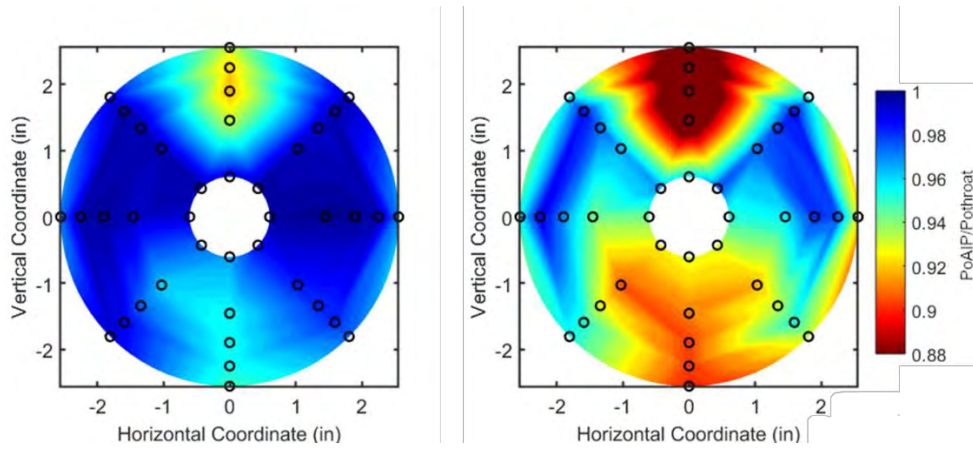 2
1
0
-1
-2
Vertical Coordinate (in)
-2 -1 0 1 2
Horizontal Coordinate (in)
2
1
0
-1
-2
Vertical Coordinate (in)
-2 -1 0 1 2
Horizontal Coordinate (in)
1
0.98
0.96
0.94
0.92
0.9
0.88
PoAIP/Pothroat